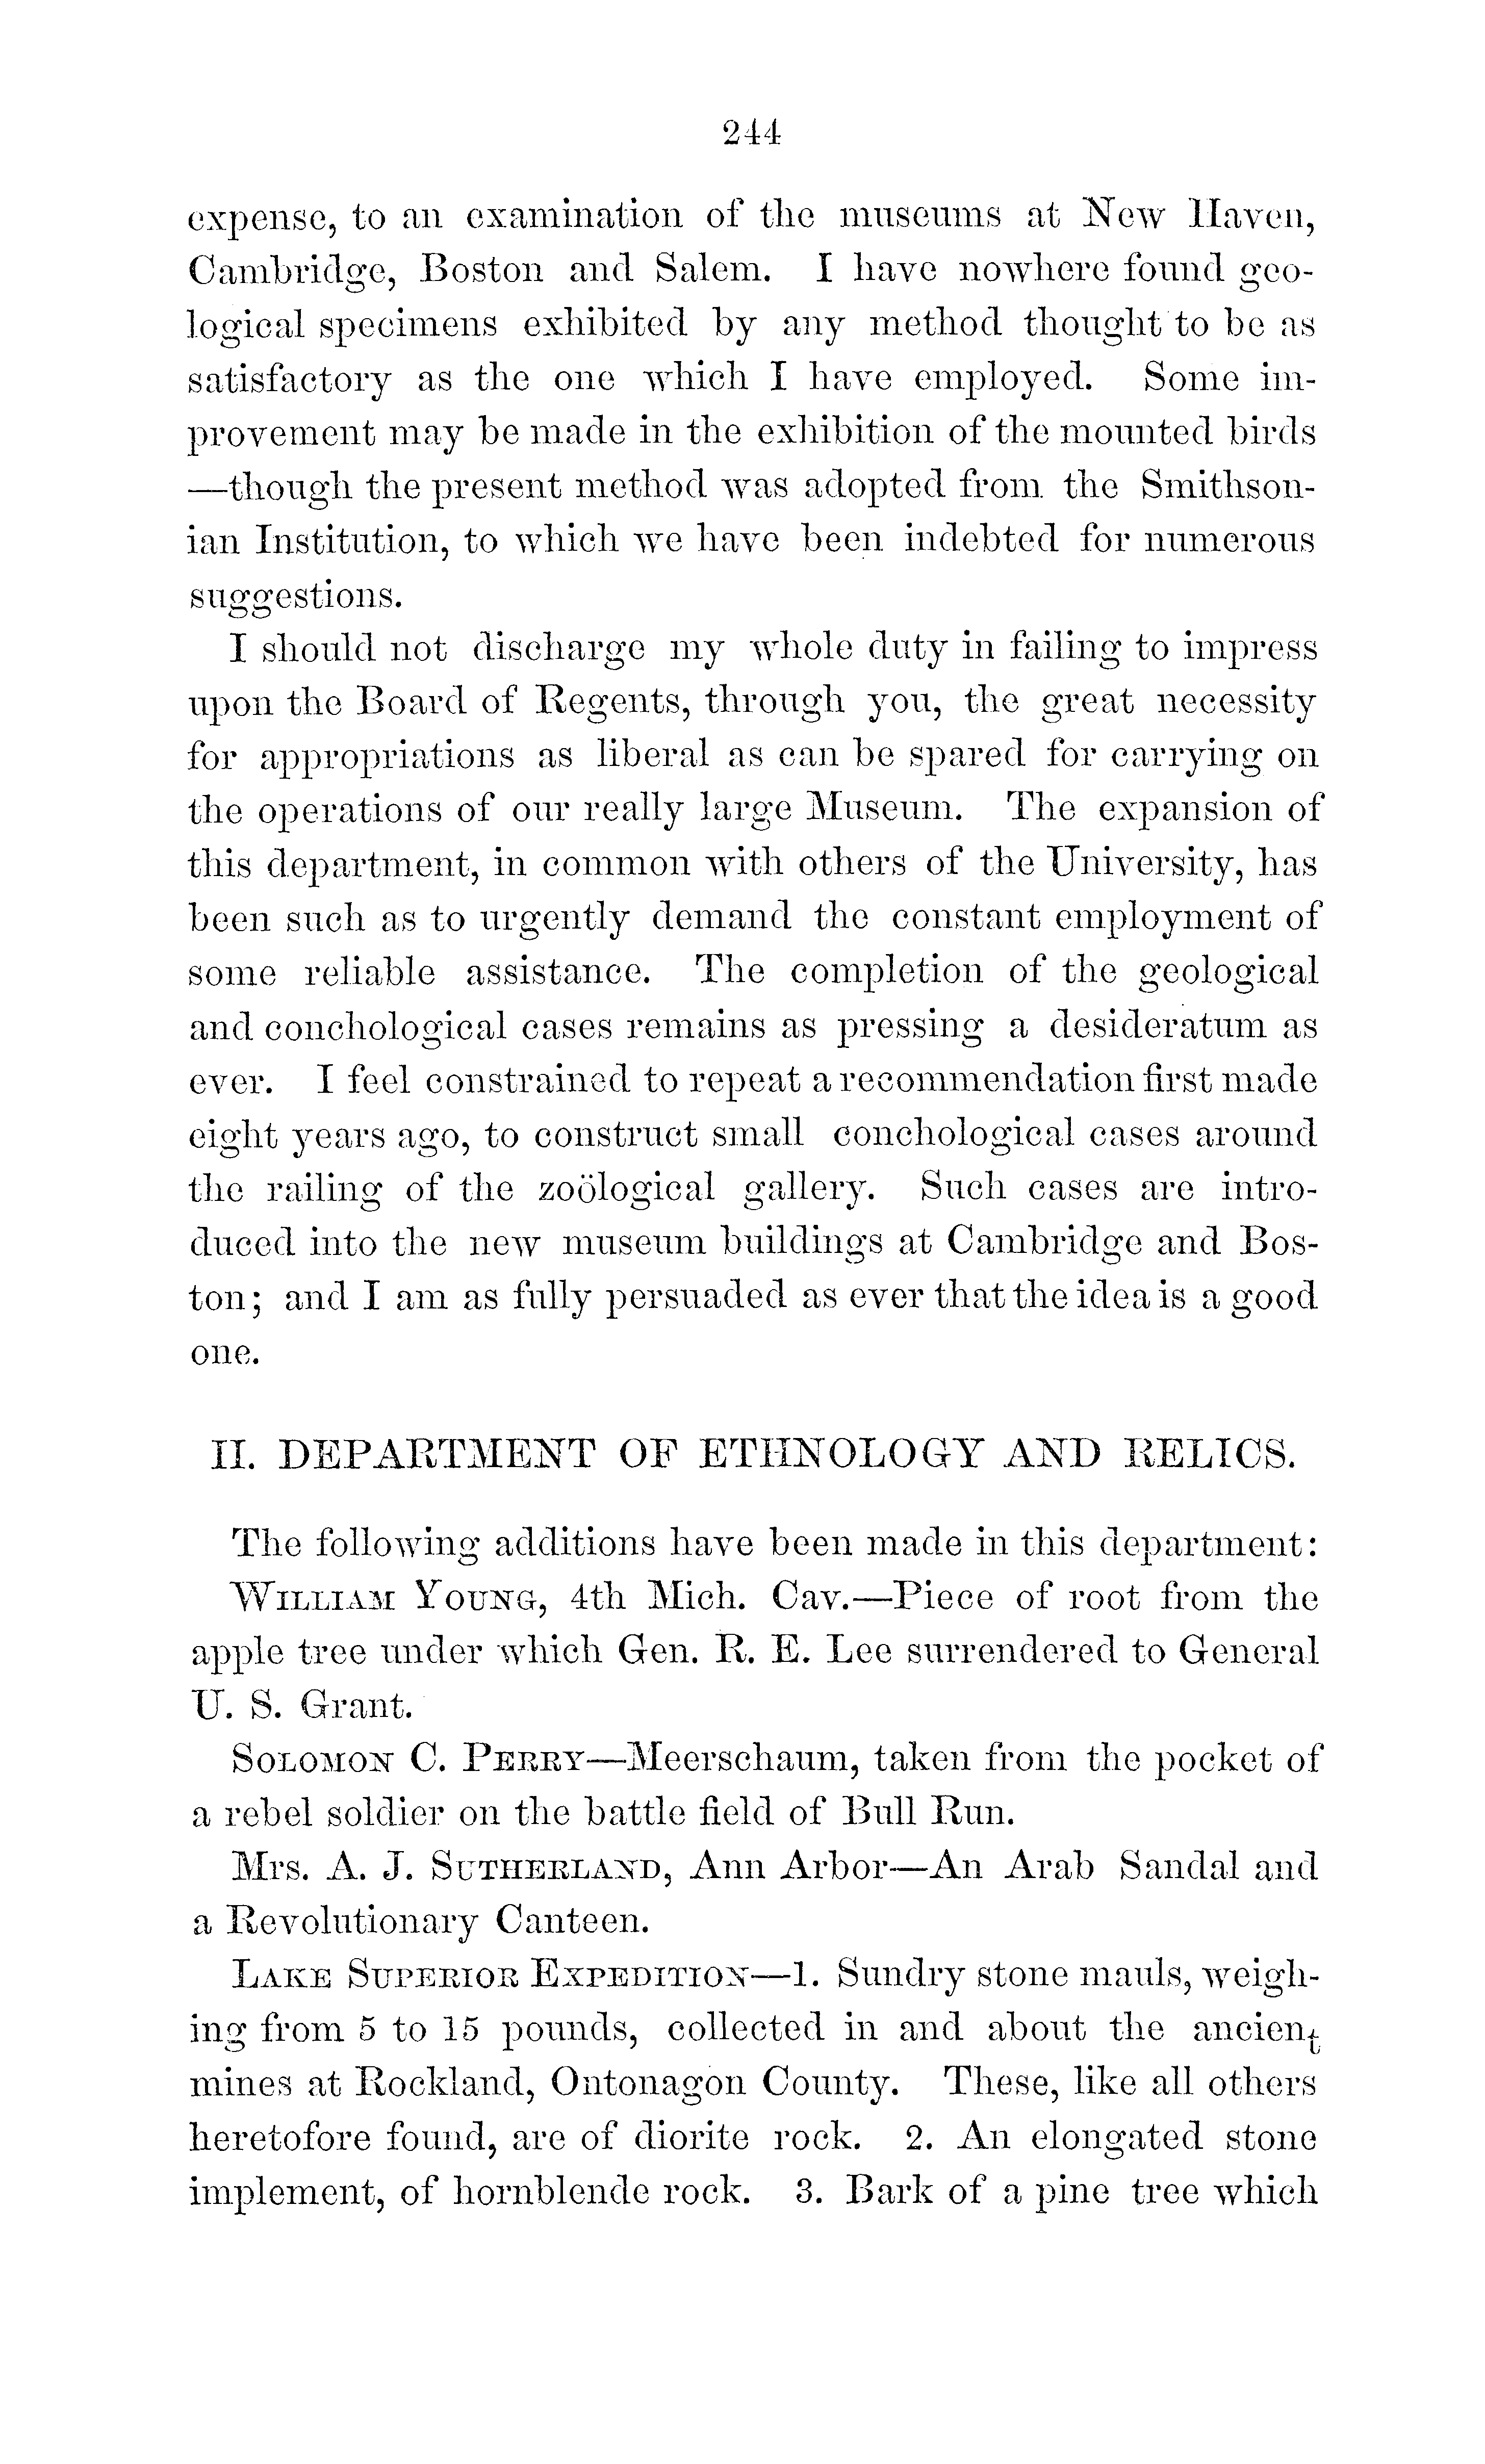 244
expense, to an examination of the museums at New Haven,
Cambridge, Boston and Salem. I have nowhere found geo-
logical specimens exhibited by any method thought to be as
satisfactory as the one which I have employed. Some im-
provement may be made in the exhibition of the mounted birds
—though the present method was adopted from the Smithson-
ian Institution, to which we have been indebted for numerous
suggestions.
I should not discharge my whole duty in failing to impress
upon the Board of Regents, through you, the great necessity
for appropriations as liberal as can be spared for carrying on
the operations of our really large Museum. The expansion of
this department, in common with others of the University, has
been such as to urgently demand the constant employment of
some reliable assistance. The completion of the geological
and conchological cases remains as pressing a desideratum as
ever. I feel constrained to repeat a recommendation first made
eight years ago, to construct small conchological cases around
the railing of the zoölogical gallery. Such cases are intro-
duced into the new museum buildings at Cambridge and Bos-
ton; and I am as fully persuaded as ever that the idea is a good
one.
II. DEPARTMENT OF ETHNOLOGY AND RELICS.
The following additions have been made in this department:
WILLIAM YOUNG, 4th Mich. Cav.—Piece of root from the
apple tree under which Gen. R. E. Lee surrendered to General
U. S. Grant.
SOLOMON C. PERRY—Meerschaum, taken from the pocket of
a rebel soldier on the battle field of Bull Run.
Mrs. A. J. SUTHERLAND, Ann Arbor—An Arab Sandal and
a Revolutionary Canteen.
LAKE SUPERIOR EXPEDITION—1. Sundry stone mauls, weigh-
ing from 5 to 15 pounds, collected in and about the ancient
mines at Rockland, Ontonagon County. These, like all others
heretofore found, are of diorite rock. 2. An elongated stone
implement, of hornblende rock. 3. Bark of a pine tree which